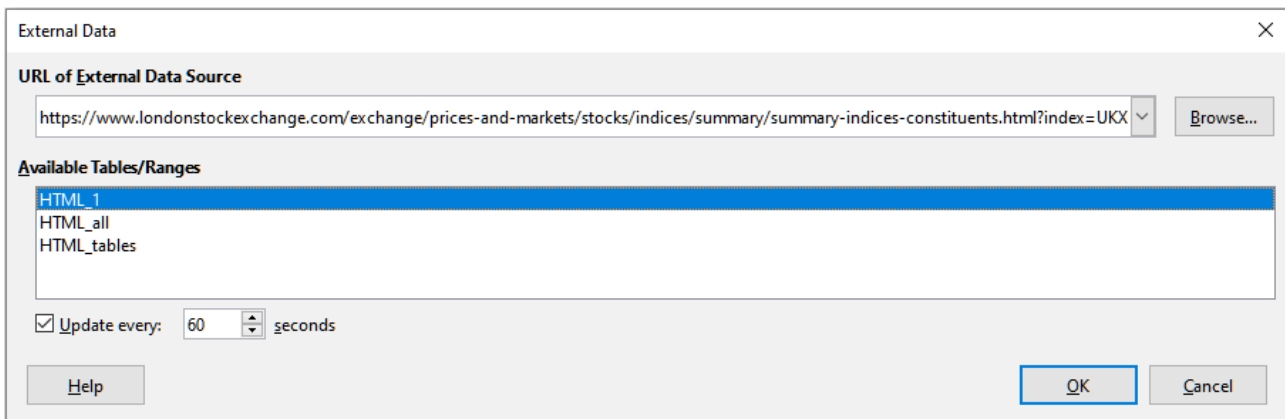 External Data
URL of External Data Source
https://www.londonstockexchange.com/exchange/prices-and-markets/stocks/indices/summary/summary-indices-constituents.html?index=UKX
Browse...
Available Tables/Ranges
HTML_1
HTML_all
HTML_tables
Update every: 60 seconds
Help
OK
Cancel